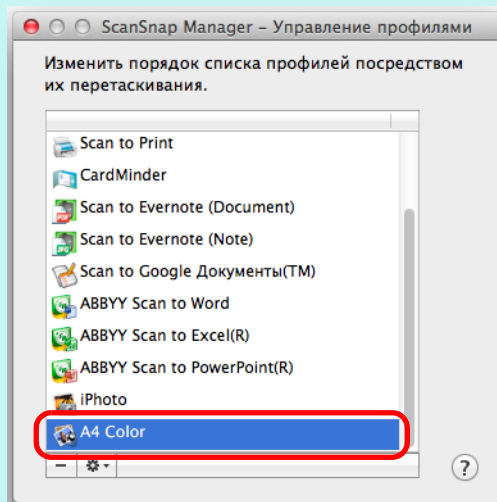 ScanSnap Manager – Управление профилями
Изменить порядок списка профилей посредством
их перетаскивания.
Scan to Print
CardMinder
Scan to Evernote (Document)
Scan to Evernote (Note)
Scan to Google Документы(TM)
ABBYY Scan to Word
ABBYY Scan to Excel(R)
ABBYY Scan to PowerPoint(R)
iPhoto
A4 Color
?